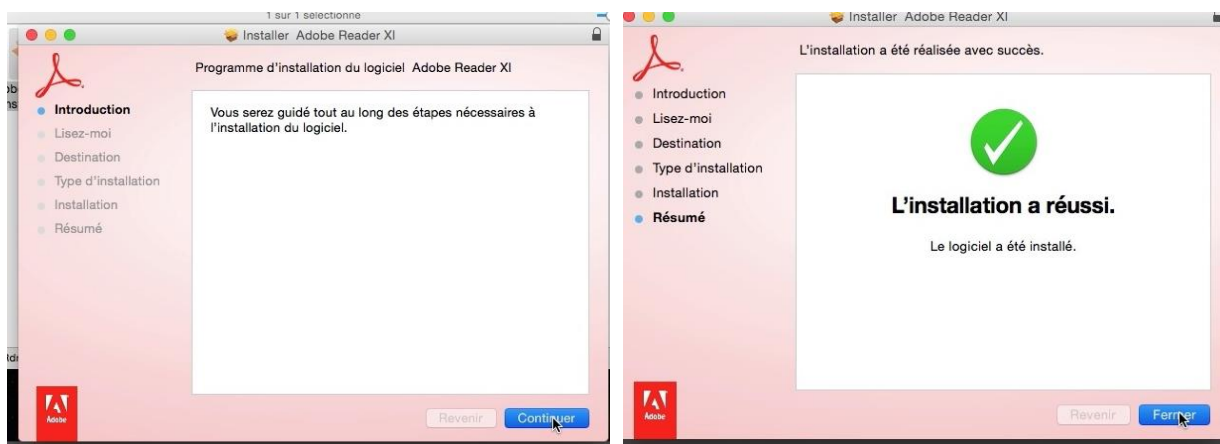 1 sur 1 sélectionné
Installer Adobe Reader XI
Programme d'installation du logiciel Adobe Reader XI
Introduction
Lisez-moi
Destination
Type d'installation
Installation
Résumé
Vous serez guidé tout au long des étapes nécessaires à
l'installation du logiciel.
Adobe
Revenir
Continuer
Installer Adobe Reader XI
L'installation a été réalisée avec succès.
Introduction
Lisez-moi
Destination
Type d'installation
Installation
Résumé
L'installation a réussi.
Le logiciel a été installé.
Adobe
Revenir
Fermer